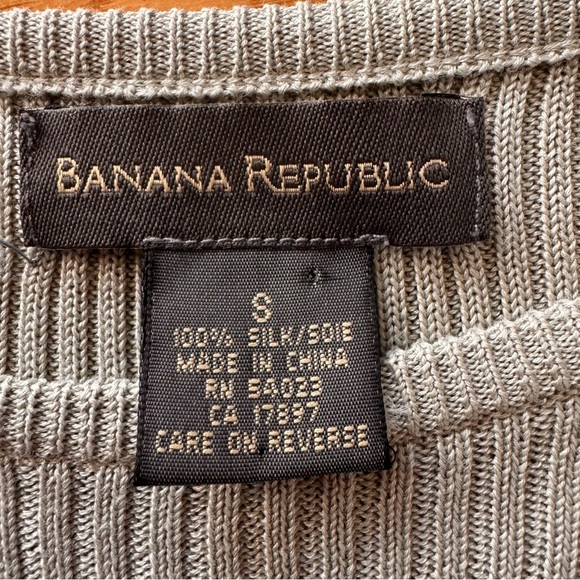 BANANA REPUBLIC
S
100% SILK/SOIE
MADE IN CHINA
RN 54023
CA 17897
CARE ON REVERSE